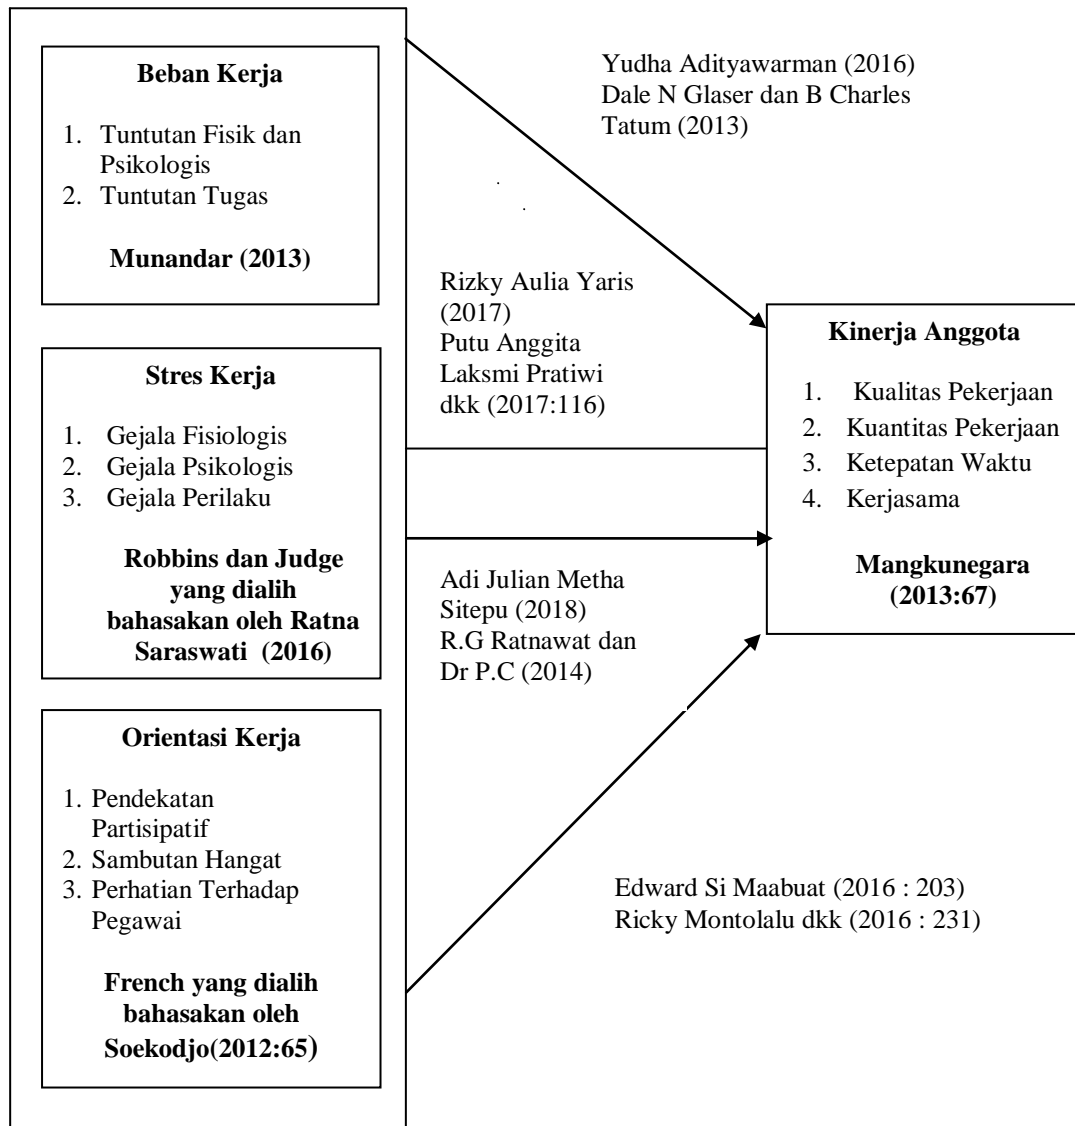 Beban Kerja
1. Tuntutan Fisik dan
Psikologis
2. Tuntutan Tugas
Munandar (2013)
Stres Kerja
1. Gejala Fisiologis
2. Gejala Psikologis
3. Gejala Perilaku
Robbins dan Judge
yang dialih
bahasakan oleh Ratna
Saraswati (2016)
Orientasi Kerja
1. Pendekatan
Partisipatif
2. Sambutan Hangat
3. Perhatian Terhadap
Pegawai
French yang dialih
bahasakan oleh
Soekodjo(2012:65)
Yudha Adityawarman (2016)
Dale N Glaser dan B Charles
Tatum (2013)
Rizky Aulia Yaris
(2017)
Putu Anggita
Laksmi Pratiwi
dkk (2017:116)
Adi Julian Metha
Sitepu (2018)
R.G Ratnawat dan
Dr P.C (2014)
Edward Si Maabuat (2016 : 203)
Ricky Montolalu dkk (2016 : 231)
Kinerja Anggota
1. Kualitas Pekerjaan
2. Kuantitas Pekerjaan
3. Ketepatan Waktu
4. Kerjasama
Mangkunegara
(2013:67)